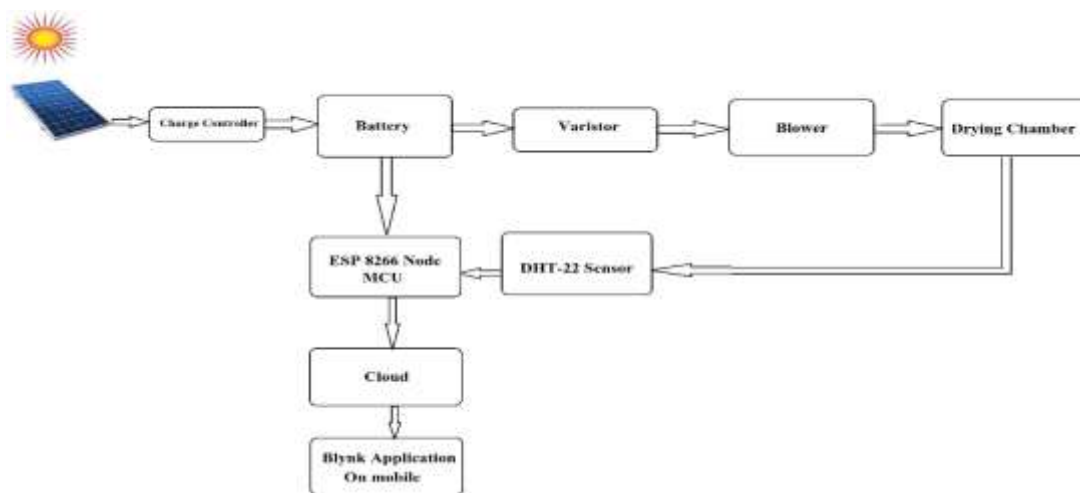 Charge Controller
Battery
Varistor
Blower
Drying Chamber
ESP 8266 Node
MCU
DHT-22 Sensor
Cloud
Blynk Application
On mobile